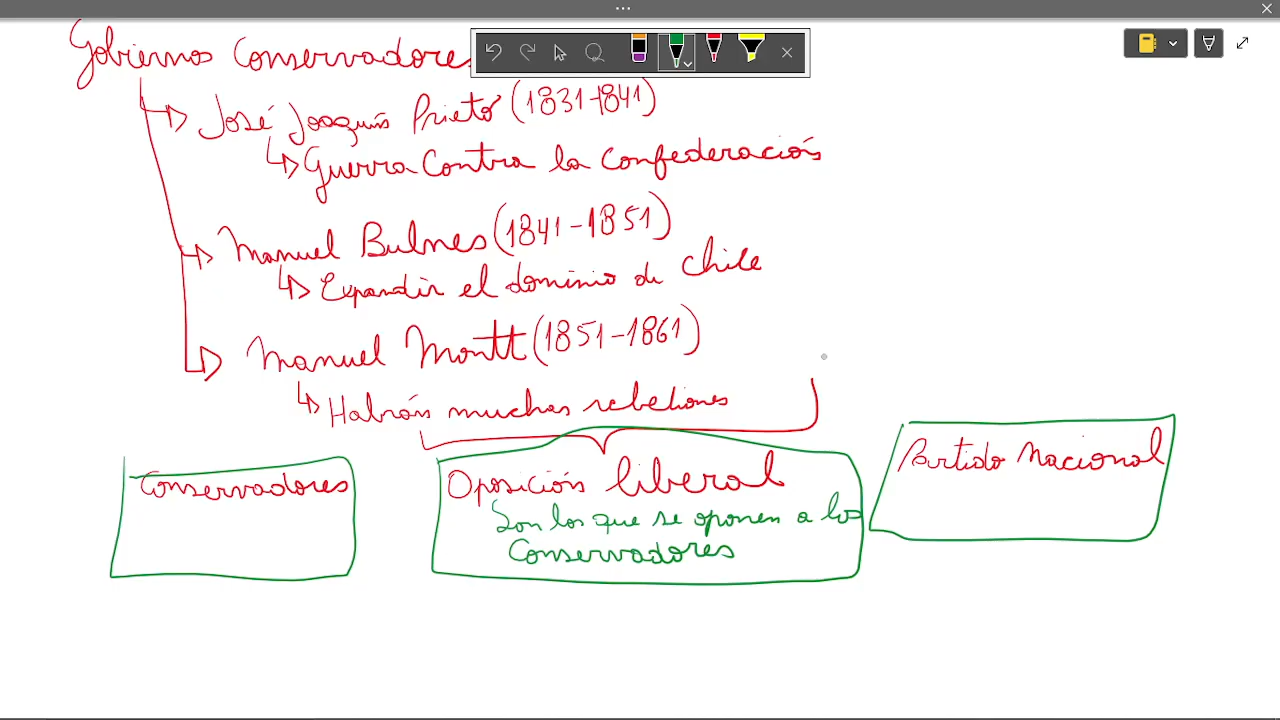 Gobiernos Conservadores
José Joaquín Prieto (1831-1841)
Guerra Contra la Confederación
Manuel Bulnes (1841-1851)
Expandir el dominio de Chile
Manuel Montt (1851-1861)
Habrán muchas rebeliones
Conservadores
Oposición liberal
Son los que se oponen a los
Conservadores
Partido Nacional